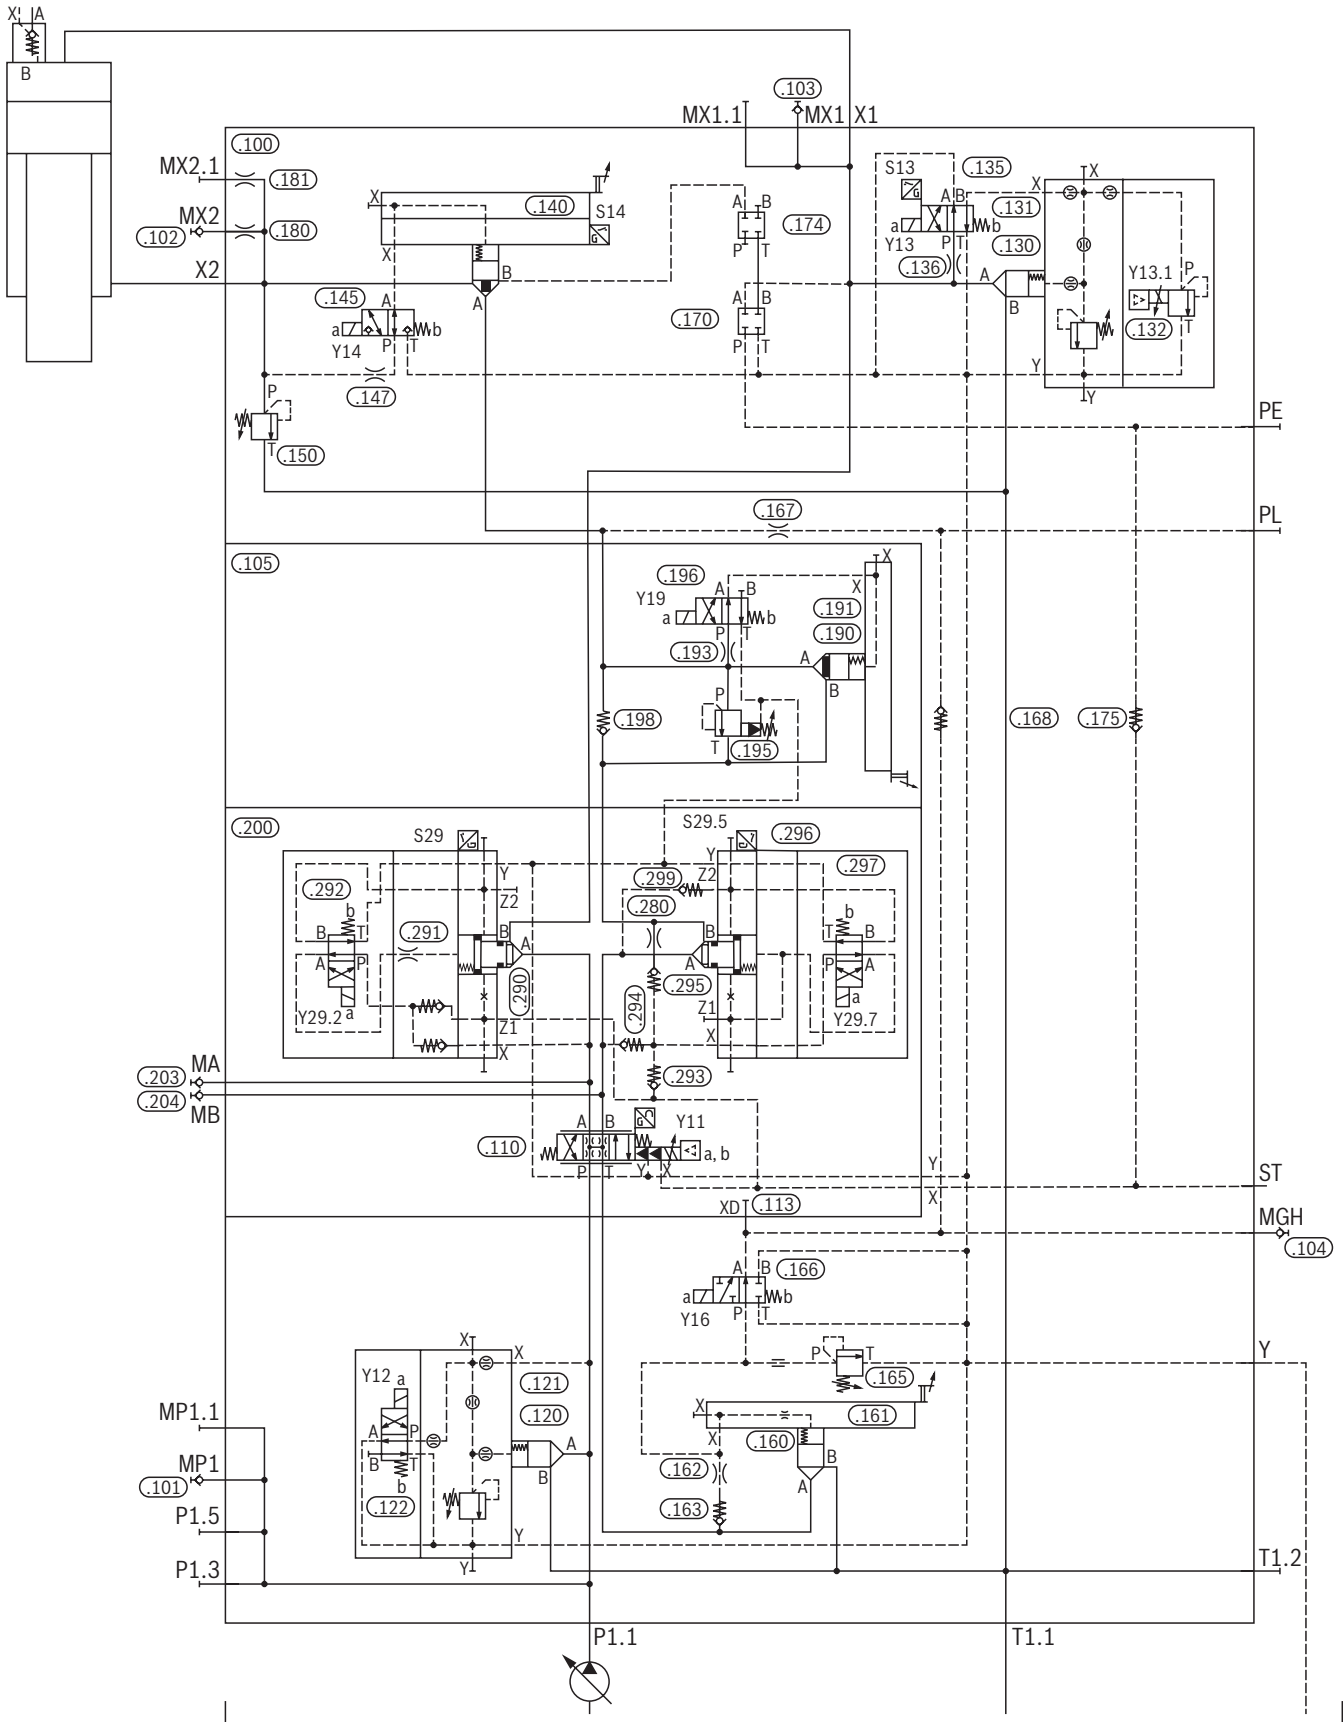 X A
B
.103
MX1.1 MX1 X1
.100
MX2.1
.181
X
.140
S14
A B
.174
S13
.135
X
X
.131
A B
a b
Y13
P T
.130
MX2
.102
.180
X
P T
.136
A
Y13.1
P
X2
B
A
.145
A
A B
B
.132
T
a b
Y14
P T
.170
P T
Y
.147
Y
P
T
.150
PE
.167
PL
.105
.196
A B
X
X
Y19
a b
.191
P T
.190
.193
A
B
P
.198
T
.195
.168
.175
.200
S29
S29.5
.296
.292
Y
Z2
.299
Y
Z2
.297
b
B T
.291
.280
b
T B
B
A
B
A
A P
P A
.290
.295
Y29.2
a
.294
a
Y29.7
Z1
Z1
X
X
MA
.203
.293
.204
MB
A B
Y11
.110
a, b
P T
Y X
Y
X
ST
XD
.113
MGH
.104
A B
.166
a b
Y16
P T
X
X
P T
Y
.165
Y12
a
.121
X
.161
MP1.1
.120
X
.160
A P
A
B
MP1
B T
B
.162
A
.101
b
.122
.163
P1.5
Y
T1.2
P1.3
Y
P1.1
T1.1